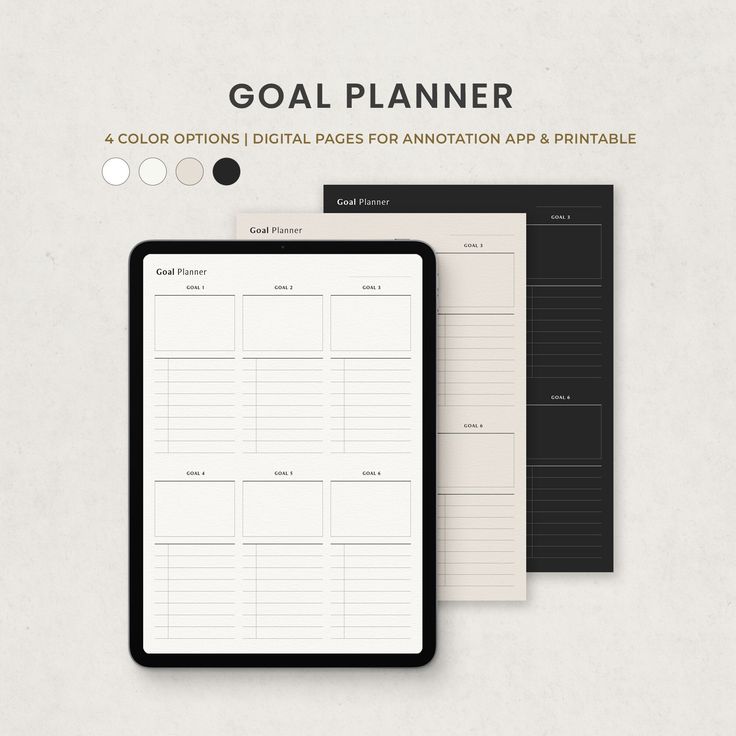 GOAL PLANNER
4 COLOR OPTIONS | DIGITAL PAGES FOR ANNOTATION APP & PRINTABLE
Goal Planner
GOAL 3
GOAL 6
Goal Planner
GOAL 3
GOAL 6
Goal Planner
GOAL 1 GOAL 2 GOAL 3
GOAL 4 GOAL 5 GOAL 6